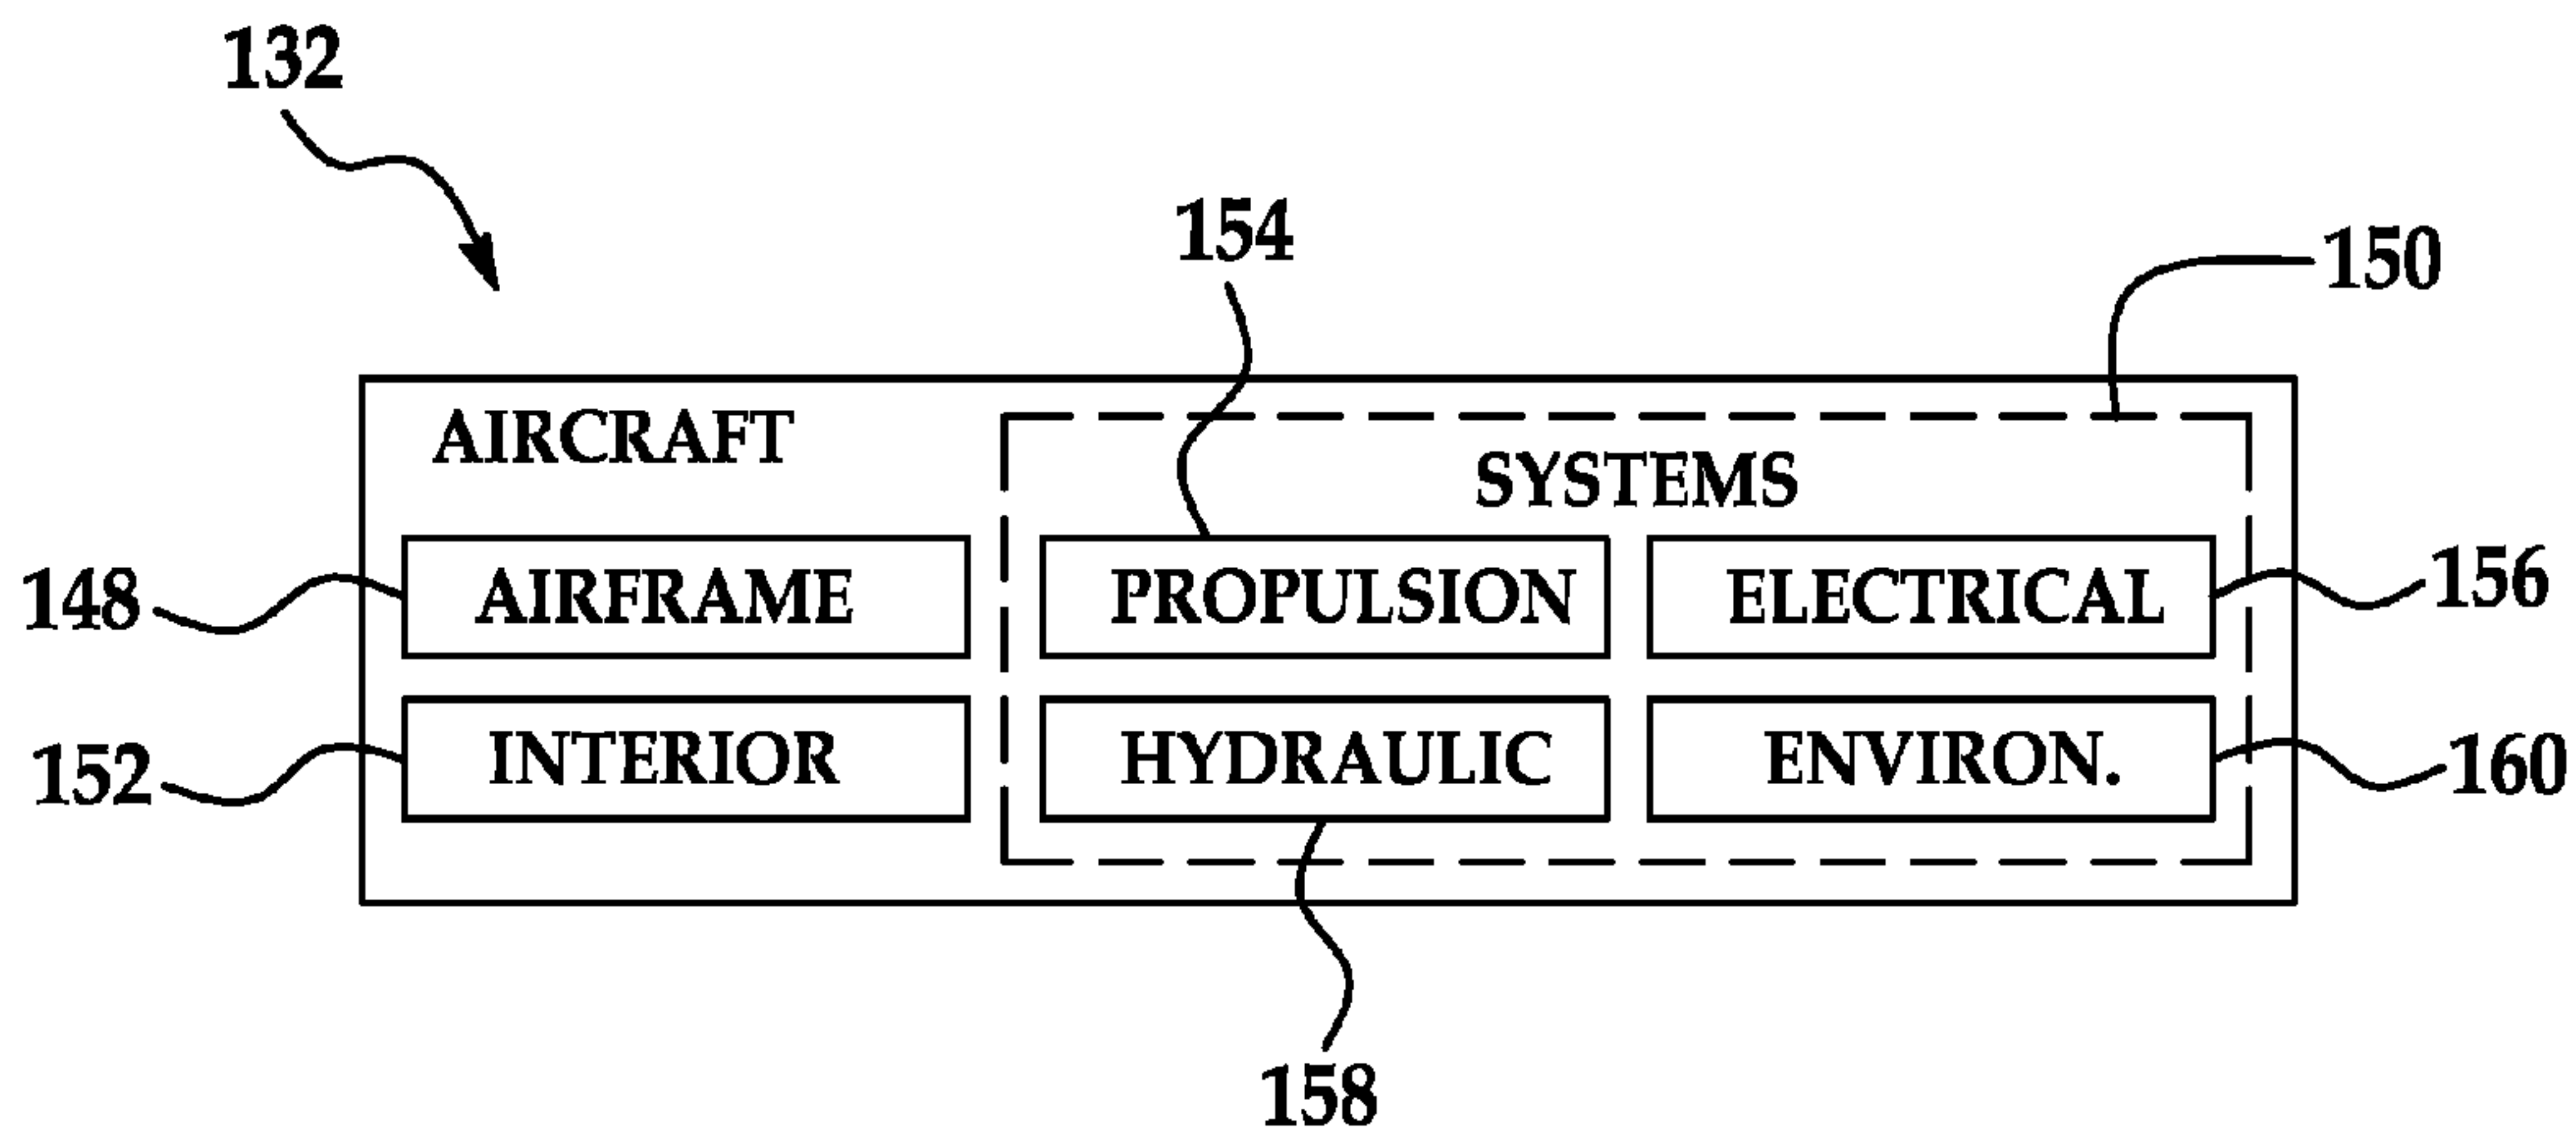 132
154
150
AIRCRAFT
SYSTEMS
148
AIRFRAME
PROPULSION
ELECTRICAL
156
152
INTERIOR
HYDRAULIC
ENVIRON.
160
158